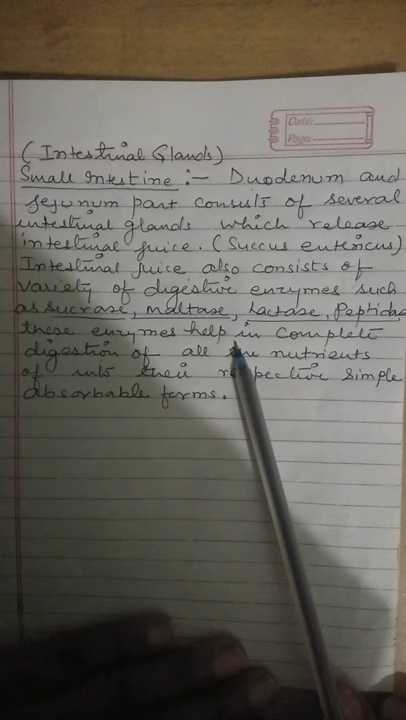 Date:
Page:
(Intestinal Glands)
Small Intestine :- Duodenum and
Jejunum part consists of several
intestinal glands which release
intestinal juice. (Succus entericus)
Intestinal juice also consists of
variety of digestive enzymes such
as sucrase, maltase, Lactase, Peptidas
these enzymes help in complete
digestion of all the nutrients
of into their respective simple
absorbable forms.